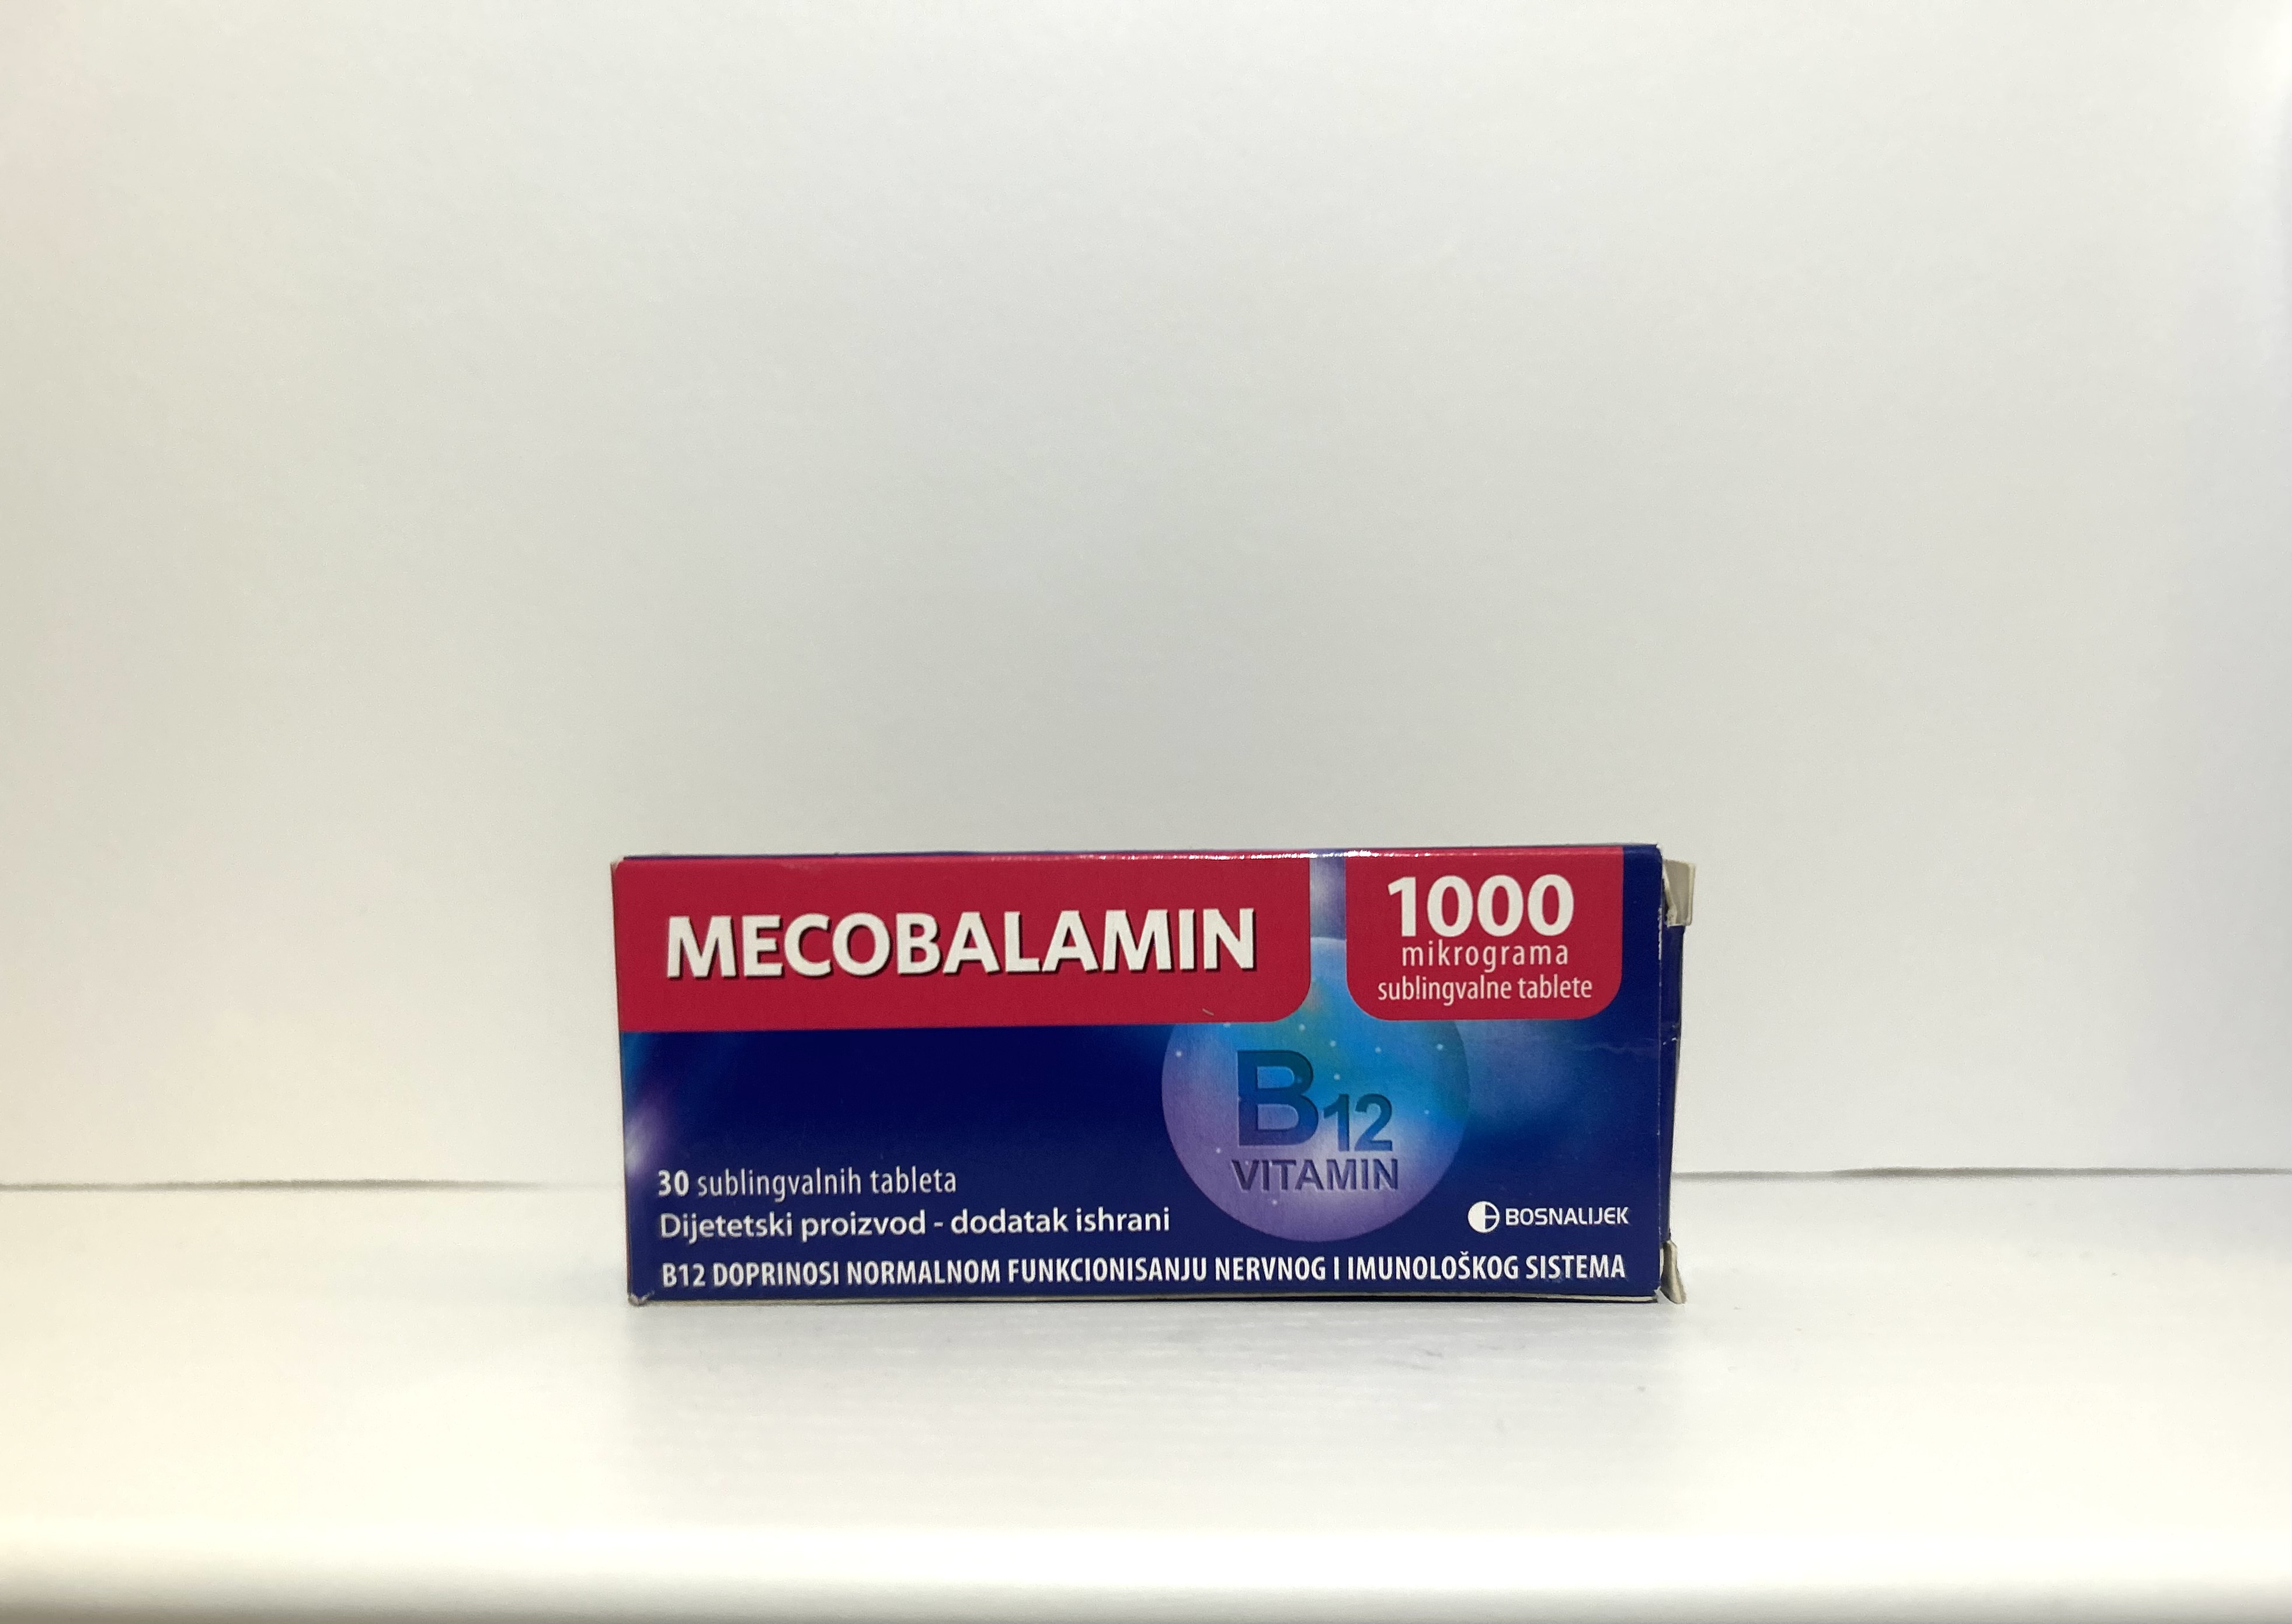 MECOBALAMIN
1000
mikrograma
sublingvalne tablete
B12
VITAMIN
30 sublingvalnih tableta
Dijetetski proizvod - dodatak ishrani
BOSNALIJEK
B12 DOPRINOSI NORMALNOM FUNKCIONISANJU NERVNOG I IMUNOLOŠKOG SISTEMA